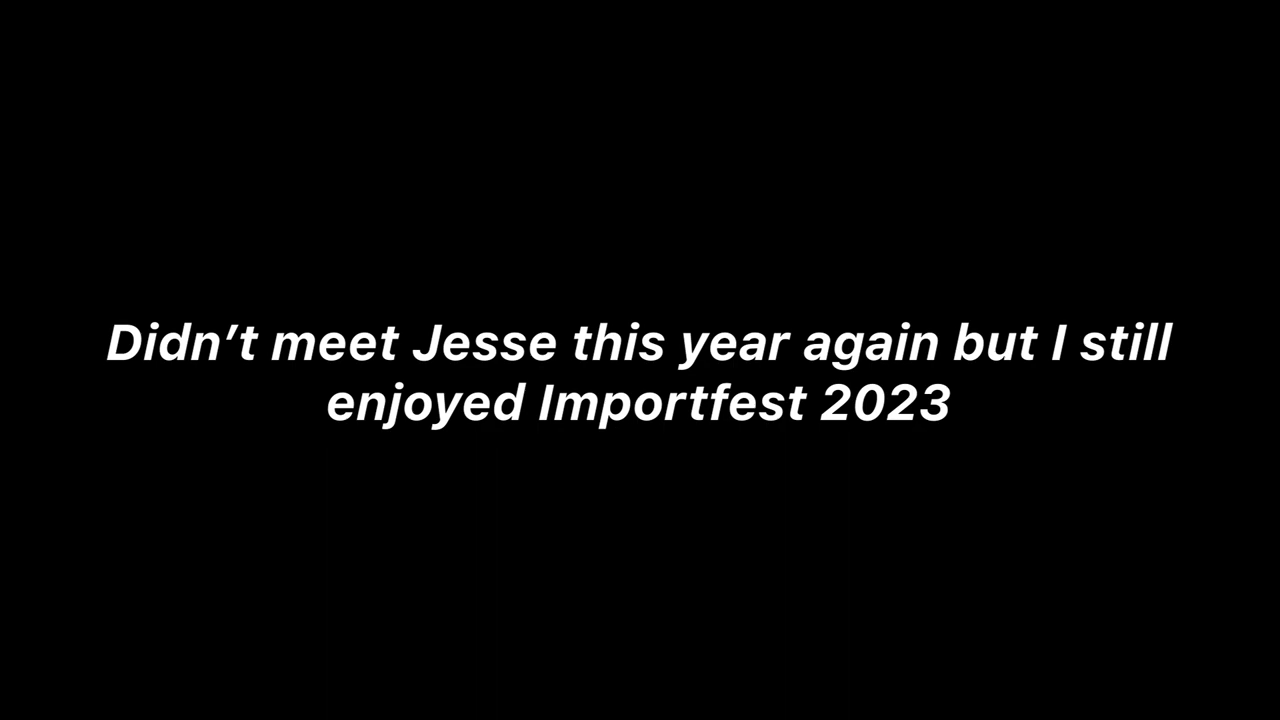 Didn’t meet Jesse this year again but I still
enjoyed Importfest 2023